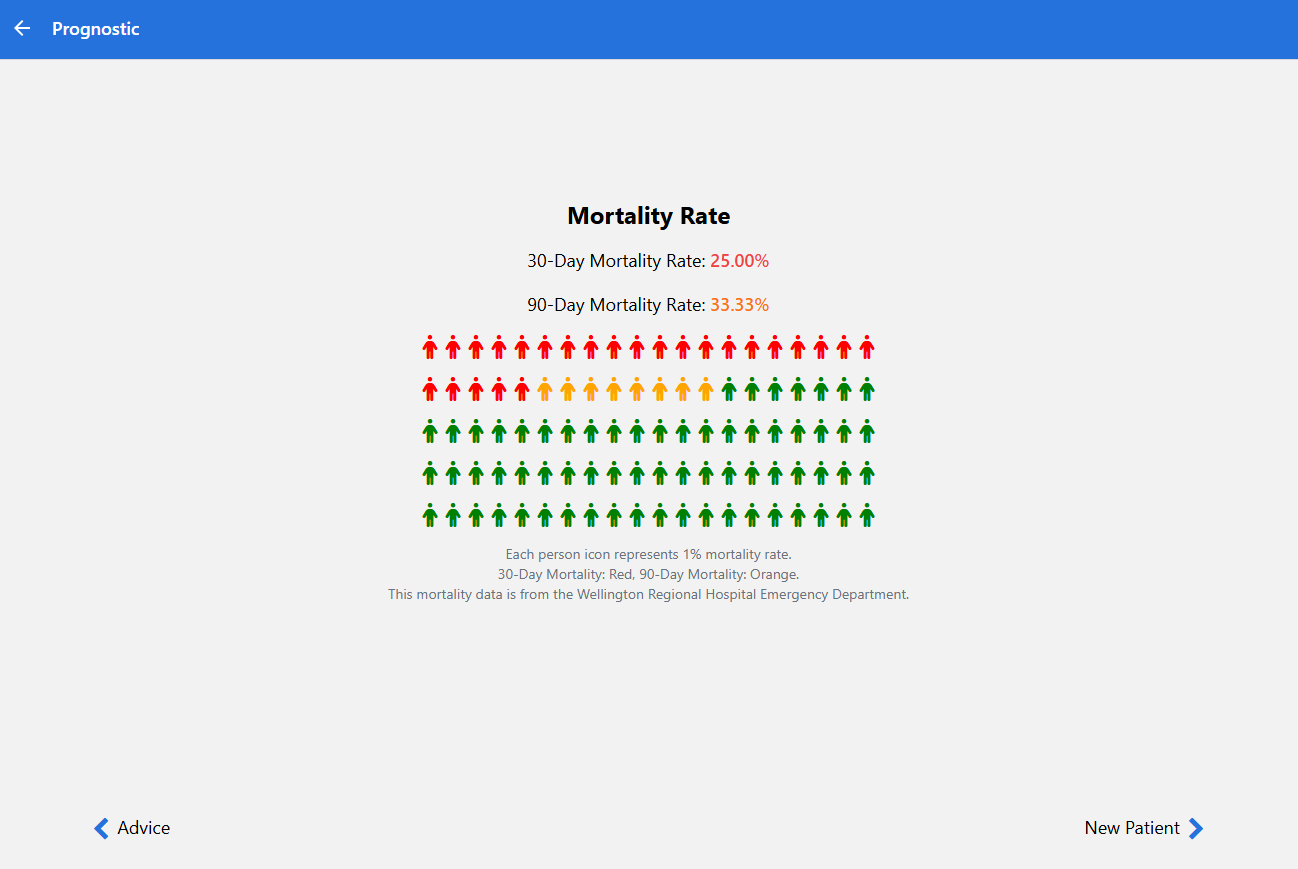 Prognostic
Mortality Rate
30-Day Mortality Rate: 25.00%
90-Day Mortality Rate: 33.33%
Each person icon represents 1% mortality rate.
30-Day Mortality: Red, 90-Day Mortality: Orange.
This mortality data is from the Wellington Regional Hospital Emergency Department.
Advice
New Patient